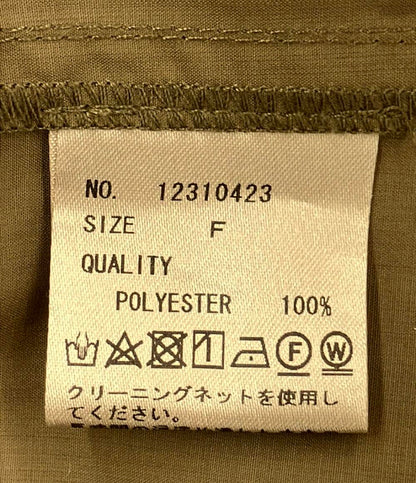 NO. 12310423
SIZE F
QUALITY
POLYESTER 100%
F W
クリーニングネットを使用し
てください。